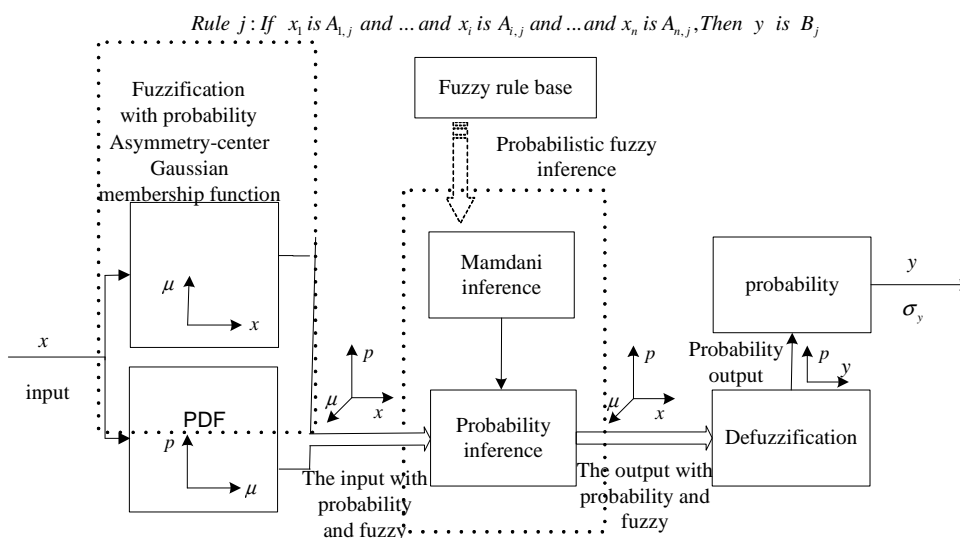 Rule j : If x₁ is A₁,ⱼ and ... and xᵢ is Aᵢ,ⱼ and ... and xₙ is Aₙ,ⱼ, Then y is Bⱼ
Fuzzification
with probability
Asymmetry-center
Gaussian
membership function
μ
x
x
input
PDF
p
μ
p
μ
x
The input with
probability
and fuzzy
Fuzzy rule base
Probabilistic fuzzy
inference
Mamdani
inference
Probability
inference
p
μ
x
The output with
probability and
fuzzy
probability
y
σ_y
Probability
output
p
y
Defuzzification